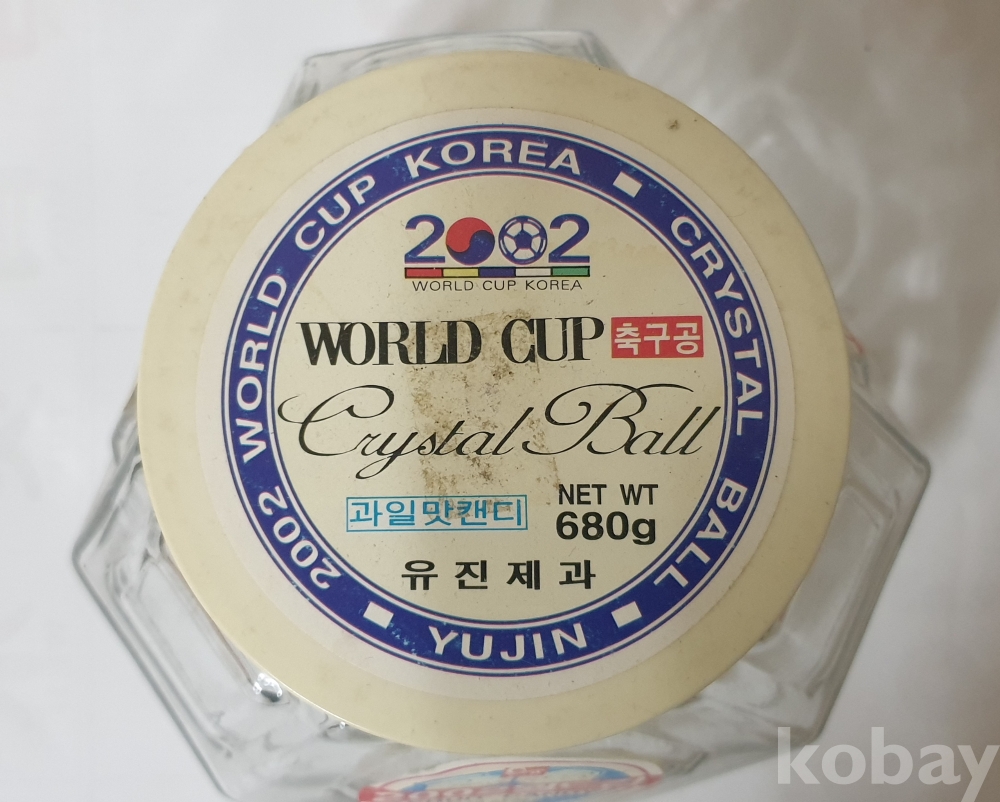 2002 WORLD CUP KOREA ■ CRYSTAL BALL ■ YUJIN ■
2002
WORLD CUP KOREA
WORLD CUP 축구공
Crystal Ball
과일맛캔디 NET WT 680g
유진제과
kobay